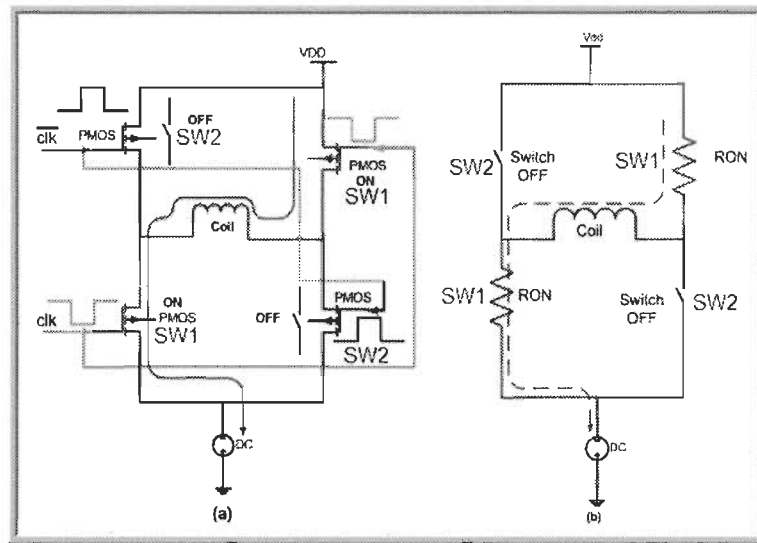 VDD
clk
PMOS
OFF
SW2
PMOS
ON
SW1
Coil
clk
ON
PMOS
SW1
OFF
PMOS
SW2
DC
(a)
Vdd
SW2
Switch
OFF
SW1
RON
Coil
SW1
RON
Switch
OFF
SW2
DC
(b)